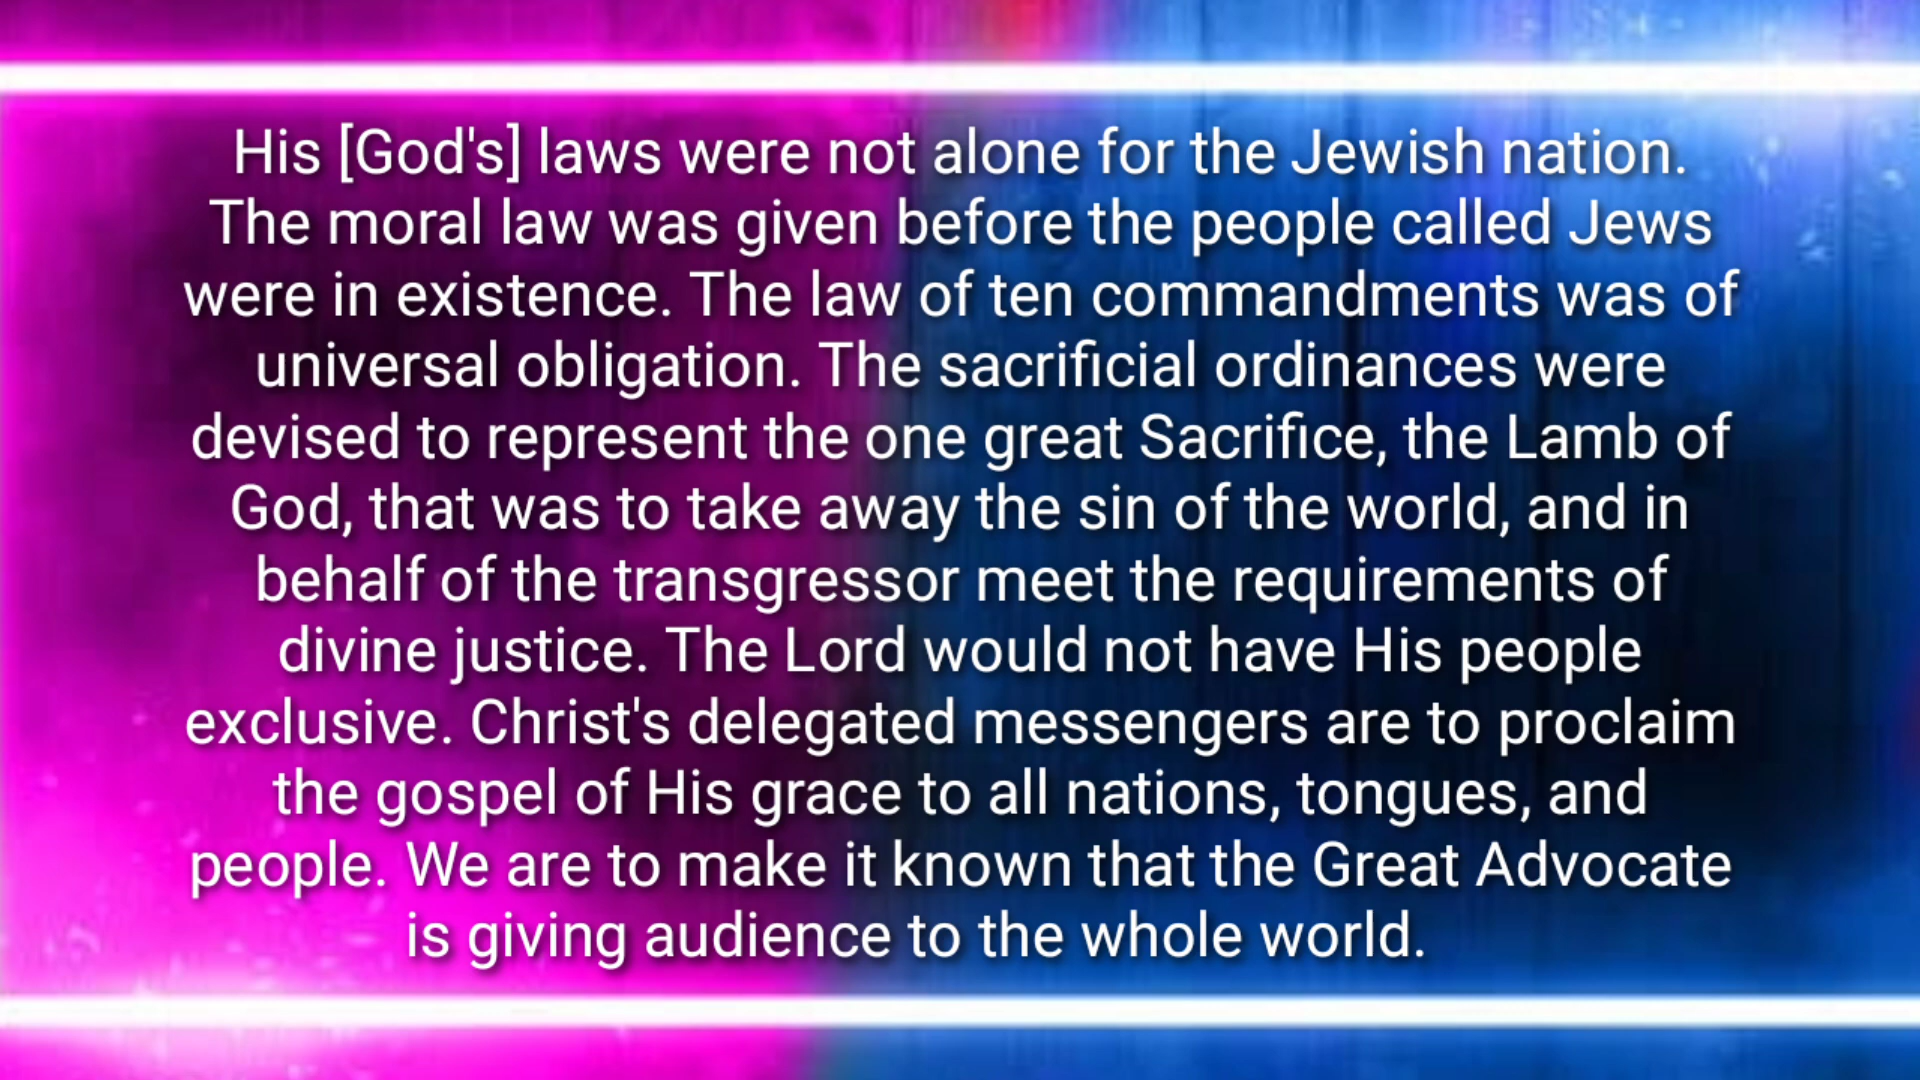 His [God's] laws were not alone for the Jewish nation.
The moral law was given before the people called Jews
were in existence. The law of ten commandments was of
universal obligation. The sacrificial ordinances were
devised to represent the one great Sacrifice, the Lamb of
God, that was to take away the sin of the world, and in
behalf of the transgressor meet the requirements of
divine justice. The Lord would not have His people
exclusive. Christ's delegated messengers are to proclaim
the gospel of His grace to all nations, tongues, and
people. We are to make it known that the Great Advocate
is giving audience to the whole world.